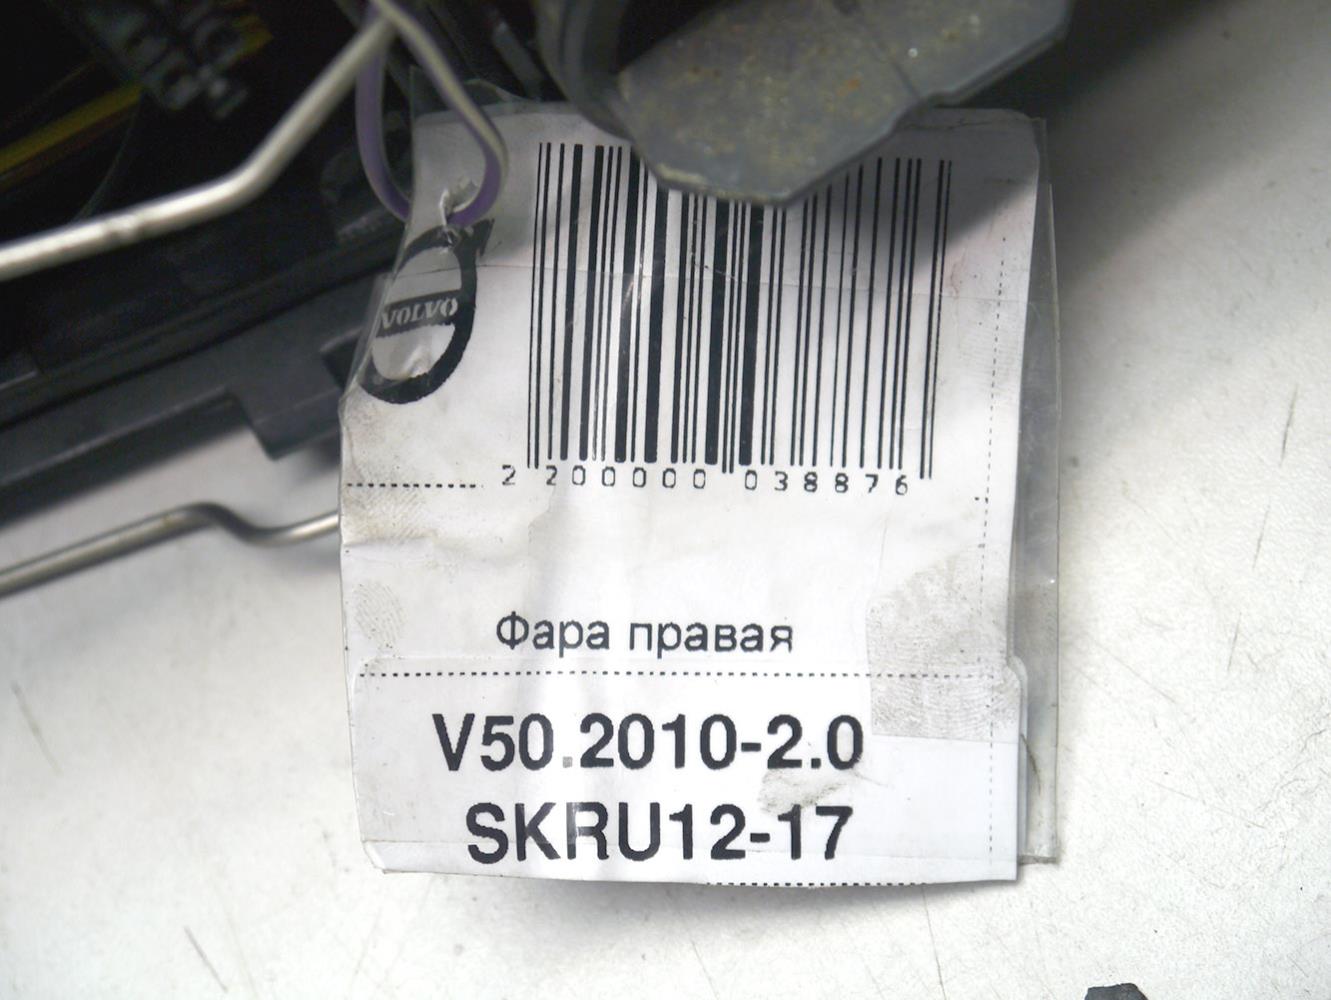 VOLVO
2 200000 038876
Фара правая
V50.2010-2.0
SKRU12-17